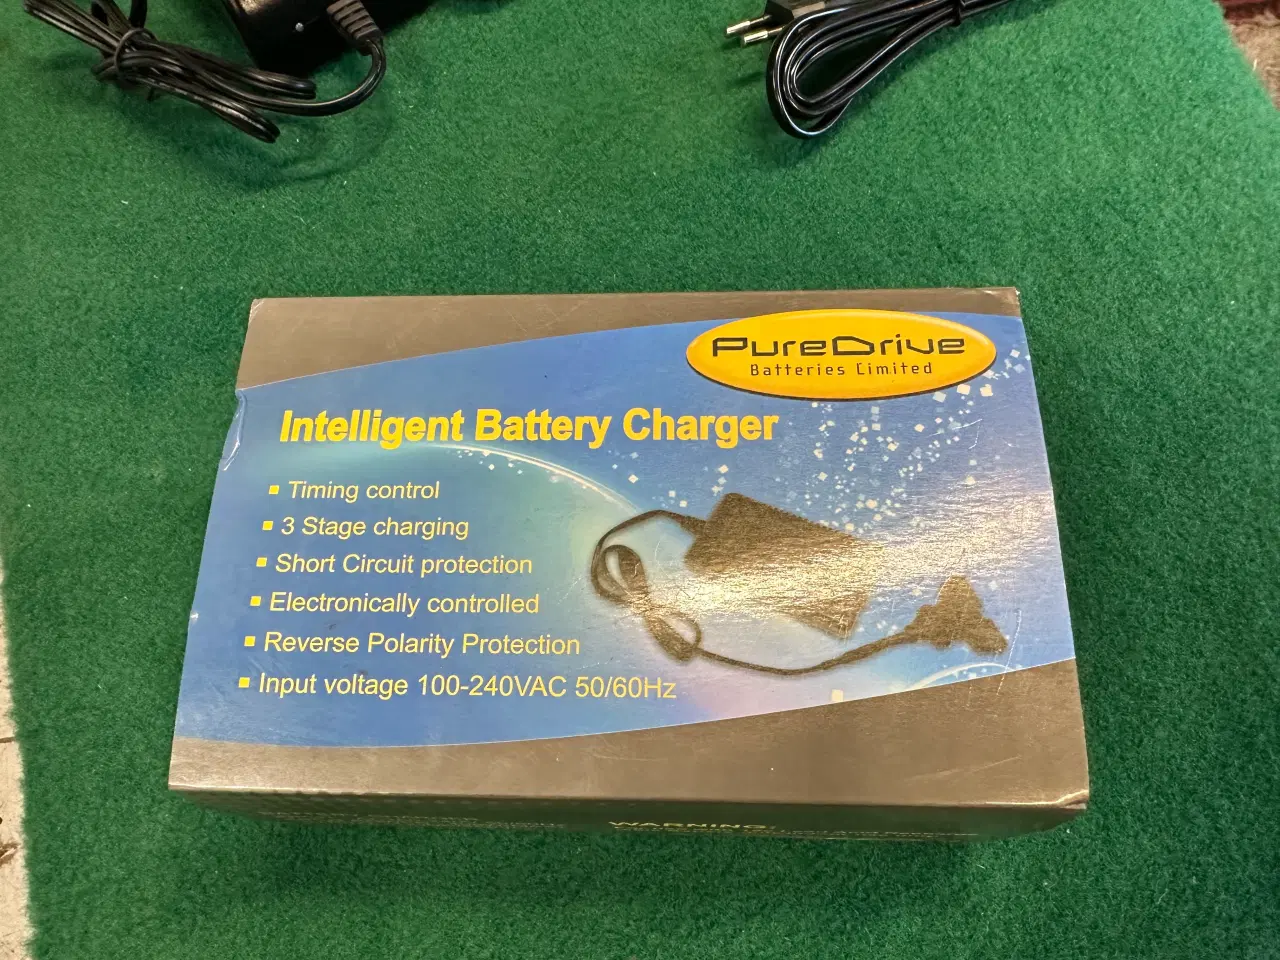 PureDrive
Batteries Limited
Intelligent Battery Charger
Timing control
3 Stage charging
Short Circuit protection
Electronically controlled
Reverse Polarity Protection
Input voltage 100-240VAC 50/60Hz
WARNING: